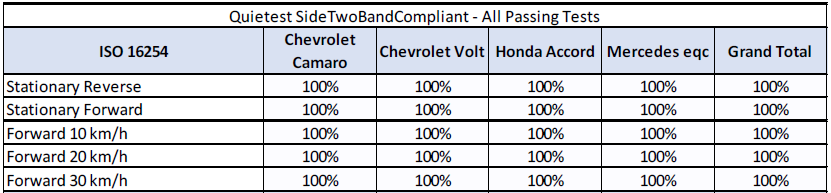 Quietest SideTwoBandCompliant - All Passing Tests
ISO 16254 Chevrolet Camaro Chevrolet Volt Honda Accord Mercedes eqc Grand Total
Stationary Reverse 100% 100% 100% 100% 100%
Stationary Forward 100% 100% 100% 100% 100%
Forward 10 km/h 100% 100% 100% 100% 100%
Forward 20 km/h 100% 100% 100% 100% 100%
Forward 30 km/h 100% 100% 100% 100% 100%